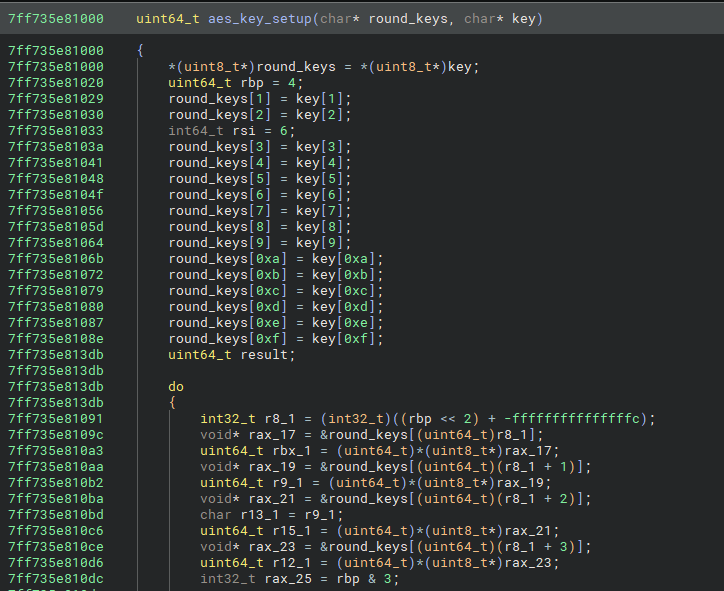 7ff735e81000 uint64_t aes_key_setup(char* round_keys, char* key)
7ff735e81000 {
7ff735e81000 *(uint8_t*)round_keys = *(uint8_t*)key;
7ff735e81020 uint64_t rbp = 4;
7ff735e81029 round_keys[1] = key[1];
7ff735e81030 round_keys[2] = key[2];
7ff735e81033 int64_t rsi = 6;
7ff735e8103a round_keys[3] = key[3];
7ff735e81041 round_keys[4] = key[4];
7ff735e81048 round_keys[5] = key[5];
7ff735e8104f round_keys[6] = key[6];
7ff735e81056 round_keys[7] = key[7];
7ff735e8105d round_keys[8] = key[8];
7ff735e81064 round_keys[9] = key[9];
7ff735e8106b round_keys[0xa] = key[0xa];
7ff735e81072 round_keys[0xb] = key[0xb];
7ff735e81079 round_keys[0xc] = key[0xc];
7ff735e81080 round_keys[0xd] = key[0xd];
7ff735e81087 round_keys[0xe] = key[0xe];
7ff735e8108e round_keys[0xf] = key[0xf];
7ff735e813db uint64_t result;
7ff735e813db
7ff735e813db do
7ff735e813db {
7ff735e81091 int32_t r8_1 = (int32_t)((rbp << 2) + -fffffffffffffffc);
7ff735e8109c void* rax_17 = &round_keys[(uint64_t)r8_1];
7ff735e810a3 uint64_t rbx_1 = (uint64_t)*(uint8_t*)rax_17;
7ff735e810aa void* rax_19 = &round_keys[(uint64_t)(r8_1 + 1)];
7ff735e810b2 uint64_t r9_1 = (uint64_t)*(uint8_t*)rax_19;
7ff735e810ba void* rax_21 = &round_keys[(uint64_t)(r8_1 + 2)];
7ff735e810bd char r13_1 = r9_1;
7ff735e810c6 uint64_t r15_1 = (uint64_t)*(uint8_t*)rax_21;
7ff735e810ce void* rax_23 = &round_keys[(uint64_t)(r8_1 + 3)];
7ff735e810d6 uint64_t r12_1 = (uint64_t)*(uint8_t*)rax_23;
7ff735e810dc int32_t rax_25 = rbp & 3;